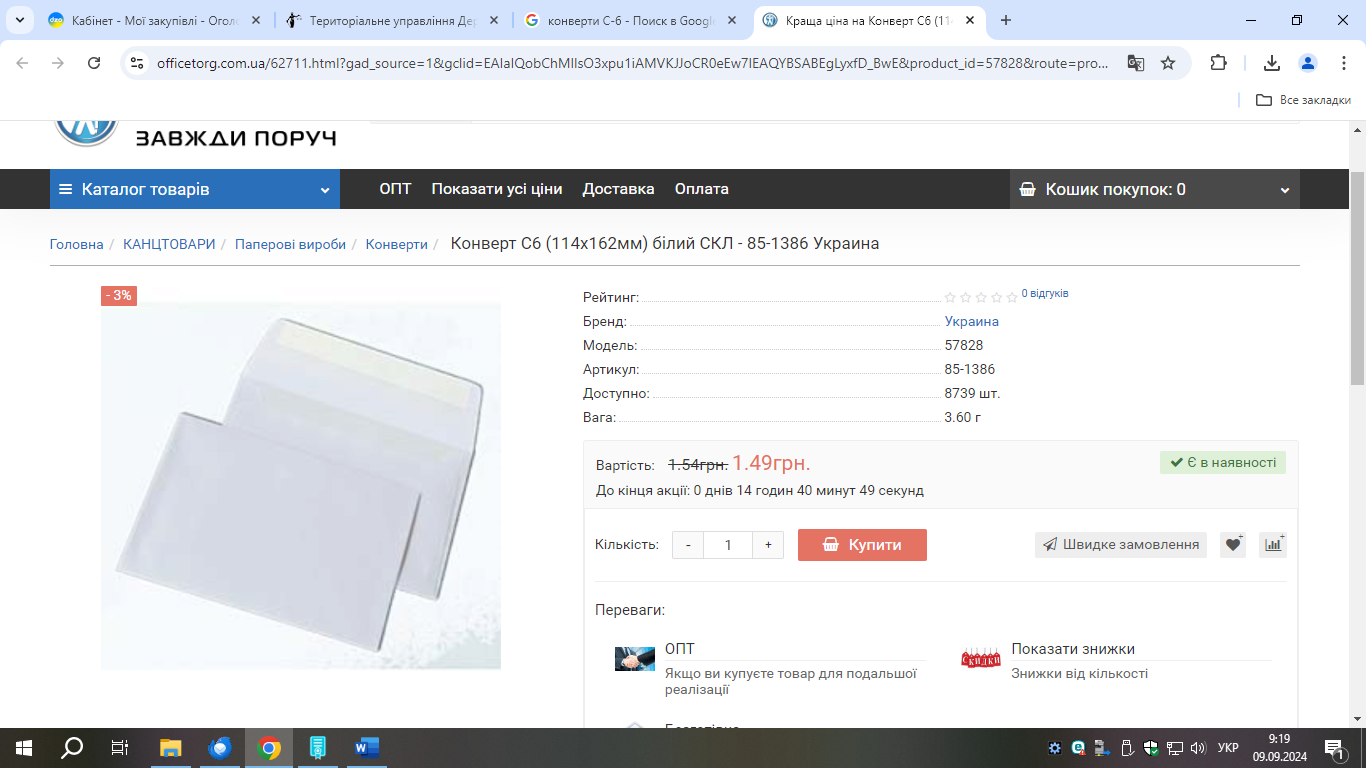 Кабінет - Мої закупівлі - Огол
Територіальне управління Дер
конверти С-6 - Поиск в Google
Краща ціна на Конверт С6 (114
officetorg.com.ua/62711.html?gad_source=1&gclid=EAIaIQobChMIlsO3xpu1iAMVKJJoCR0eEw7lEAQYBSABEgLyxfD_BwE&product_id=57828&route=pro...
Все закладки
ЗАВЖДИ ПОРУЧ
Каталог товарів
ОПТ Показати усі ціни Доставка Оплата
Кошик покупок: 0
Головна / КАНЦТОВАРИ / Паперові вироби / Конверти / Конверт С6 (114х162мм) білий СКЛ - 85-1386 Украина
- 3%
Рейтинг: 0 відгуків
Бренд: Украина
Модель: 57828
Артикул: 85-1386
Доступно: 8739 шт.
Вага: 3.60 г
Вартість: 1.54грн. 1.49грн.
Є в наявності
До кінця акції: 0 днів 14 годин 40 минут 49 секунд
Кількість: - 1 + Купити
Швидке замовлення
Переваги:
ОПТ
Якщо ви купуєте товар для подальшої
реалізації
СКИДКИ
Показати знижки
Знижки від кількості
УКР
9:19
09.09.2024
1